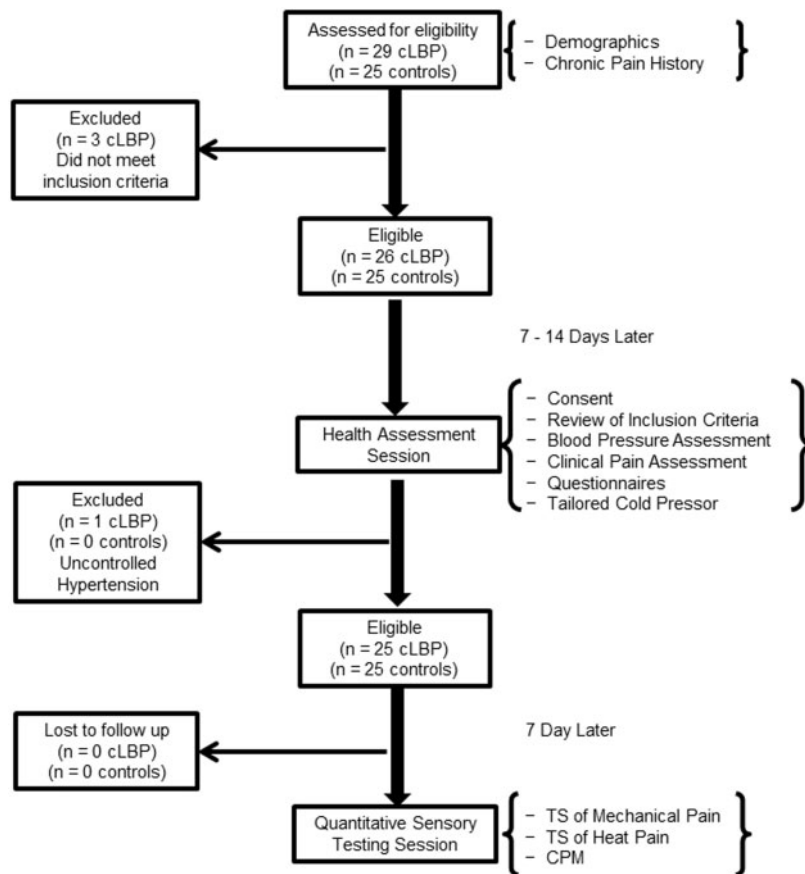 Assessed for eligibility
(n = 29 cLBP)
(n = 25 controls)
− Demographics
− Chronic Pain History
Excluded
(n = 3 cLBP)
Did not meet
inclusion criteria
Eligible
(n = 26 cLBP)
(n = 25 controls)
7 - 14 Days Later
Health Assessment
Session
− Consent
− Review of Inclusion Criteria
− Blood Pressure Assessment
− Clinical Pain Assessment
− Questionnaires
− Tailored Cold Pressor
Excluded
(n = 1 cLBP)
(n = 0 controls)
Uncontrolled
Hypertension
Eligible
(n = 25 cLBP)
(n = 25 controls)
Lost to follow up
(n = 0 cLBP)
(n = 0 controls)
7 Day Later
Quantitative Sensory
Testing Session
− TS of Mechanical Pain
− TS of Heat Pain
− CPM